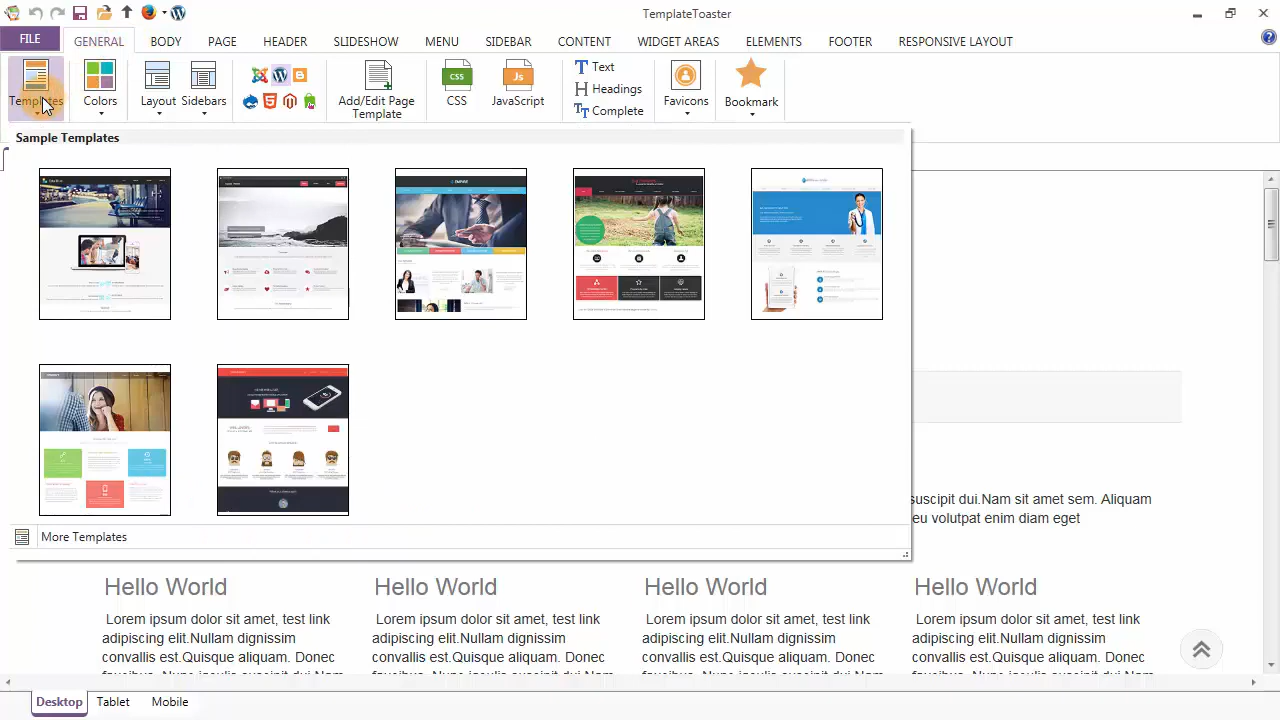 TemplateToaster
FILE
GENERAL
BODY
PAGE
HEADER
SLIDESHOW
MENU
SIDEBAR
CONTENT
WIDGET AREAS
ELEMENTS
FOOTER
RESPONSIVE LAYOUT
Templates
Colors
Layout
Sidebars
Add/Edit Page
Template
CSS
CSS
Js
JavaScript
Text
Headings
Complete
Favicons
Bookmark
Sample Templates
More Templates
suscipit dui.Nam sit amet sem. Aliquam
eu volutpat enim diam eget
Hello World
Lorem ipsum dolor sit amet, test link
adipiscing elit.Nullam dignissim
convallis est.Quisque aliquam. Donec
Hello World
Lorem ipsum dolor sit amet, test link
adipiscing elit.Nullam dignissim
convallis est.Quisque aliquam. Donec
Hello World
Lorem ipsum dolor sit amet, test link
adipiscing elit.Nullam dignissim
convallis est.Quisque aliquam. Donec
Hello World
Lorem ipsum dolor sit amet, test link
adipiscing elit.Nullam dignissim
convallis est.Quisque aliquam. Donec
Desktop
Tablet
Mobile